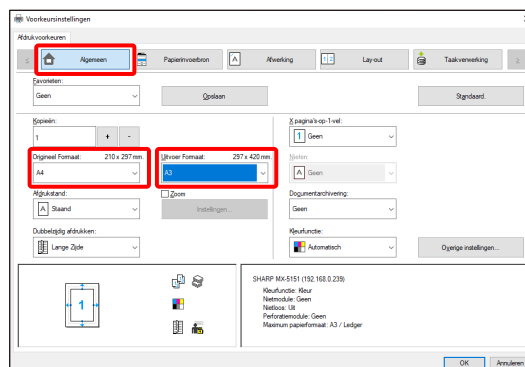 Voorkeursinstellingen
Afdrukvoorkeuren
Algemeen
Papierinvoerbron
Afwerking
Lay-out
Taakverwerking
Favorieten:
Geen
Opslaan
Standaard.
Kopieën:
1
+ -
X pagina's-op-1-vel:
1 Geen
Origineel Formaat: 210 x 297 mm.
A4
Uitvoer Formaat: 297 x 420 mm.
A3
Nieten:
A Geen
Afdrukstand:
A Staand
Zoom
Instellingen...
Documentarchivering:
Geen
Dubbelzijdig afdrukken:
Lange Zijde
Kleurfunctie:
Automatisch
Overige instellingen...
1
SHARP MX-5151 (192.168.0.239)
Kleurfunctie: Kleur
Nietmodule: Geen
Nietloos: Uit
Perforatiemodule: Geen
Maximum papierformaat: A3 / Ledger
OK
Annuleren